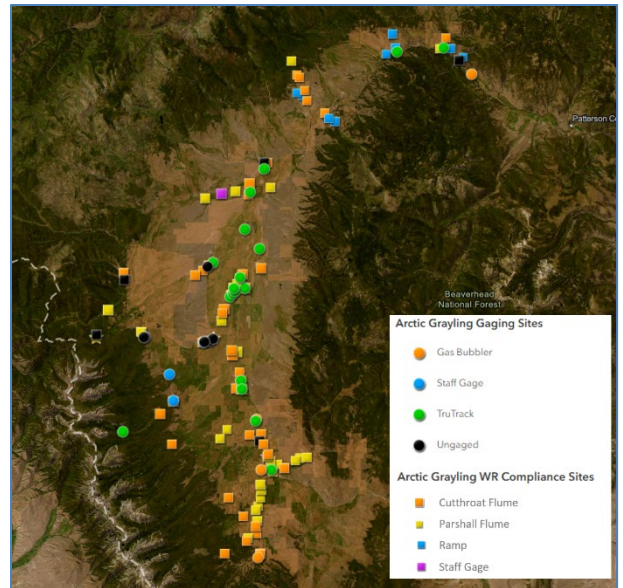 Patterson C
Beaverhead
National Forest
Arctic Grayling Gaging Sites
Gas Bubbler
Staff Gage
TruTrack
Ungaged
Arctic Grayling WR Compliance Sites
Cutthroat Flume
Parshall Flume
Ramp
Staff Gage